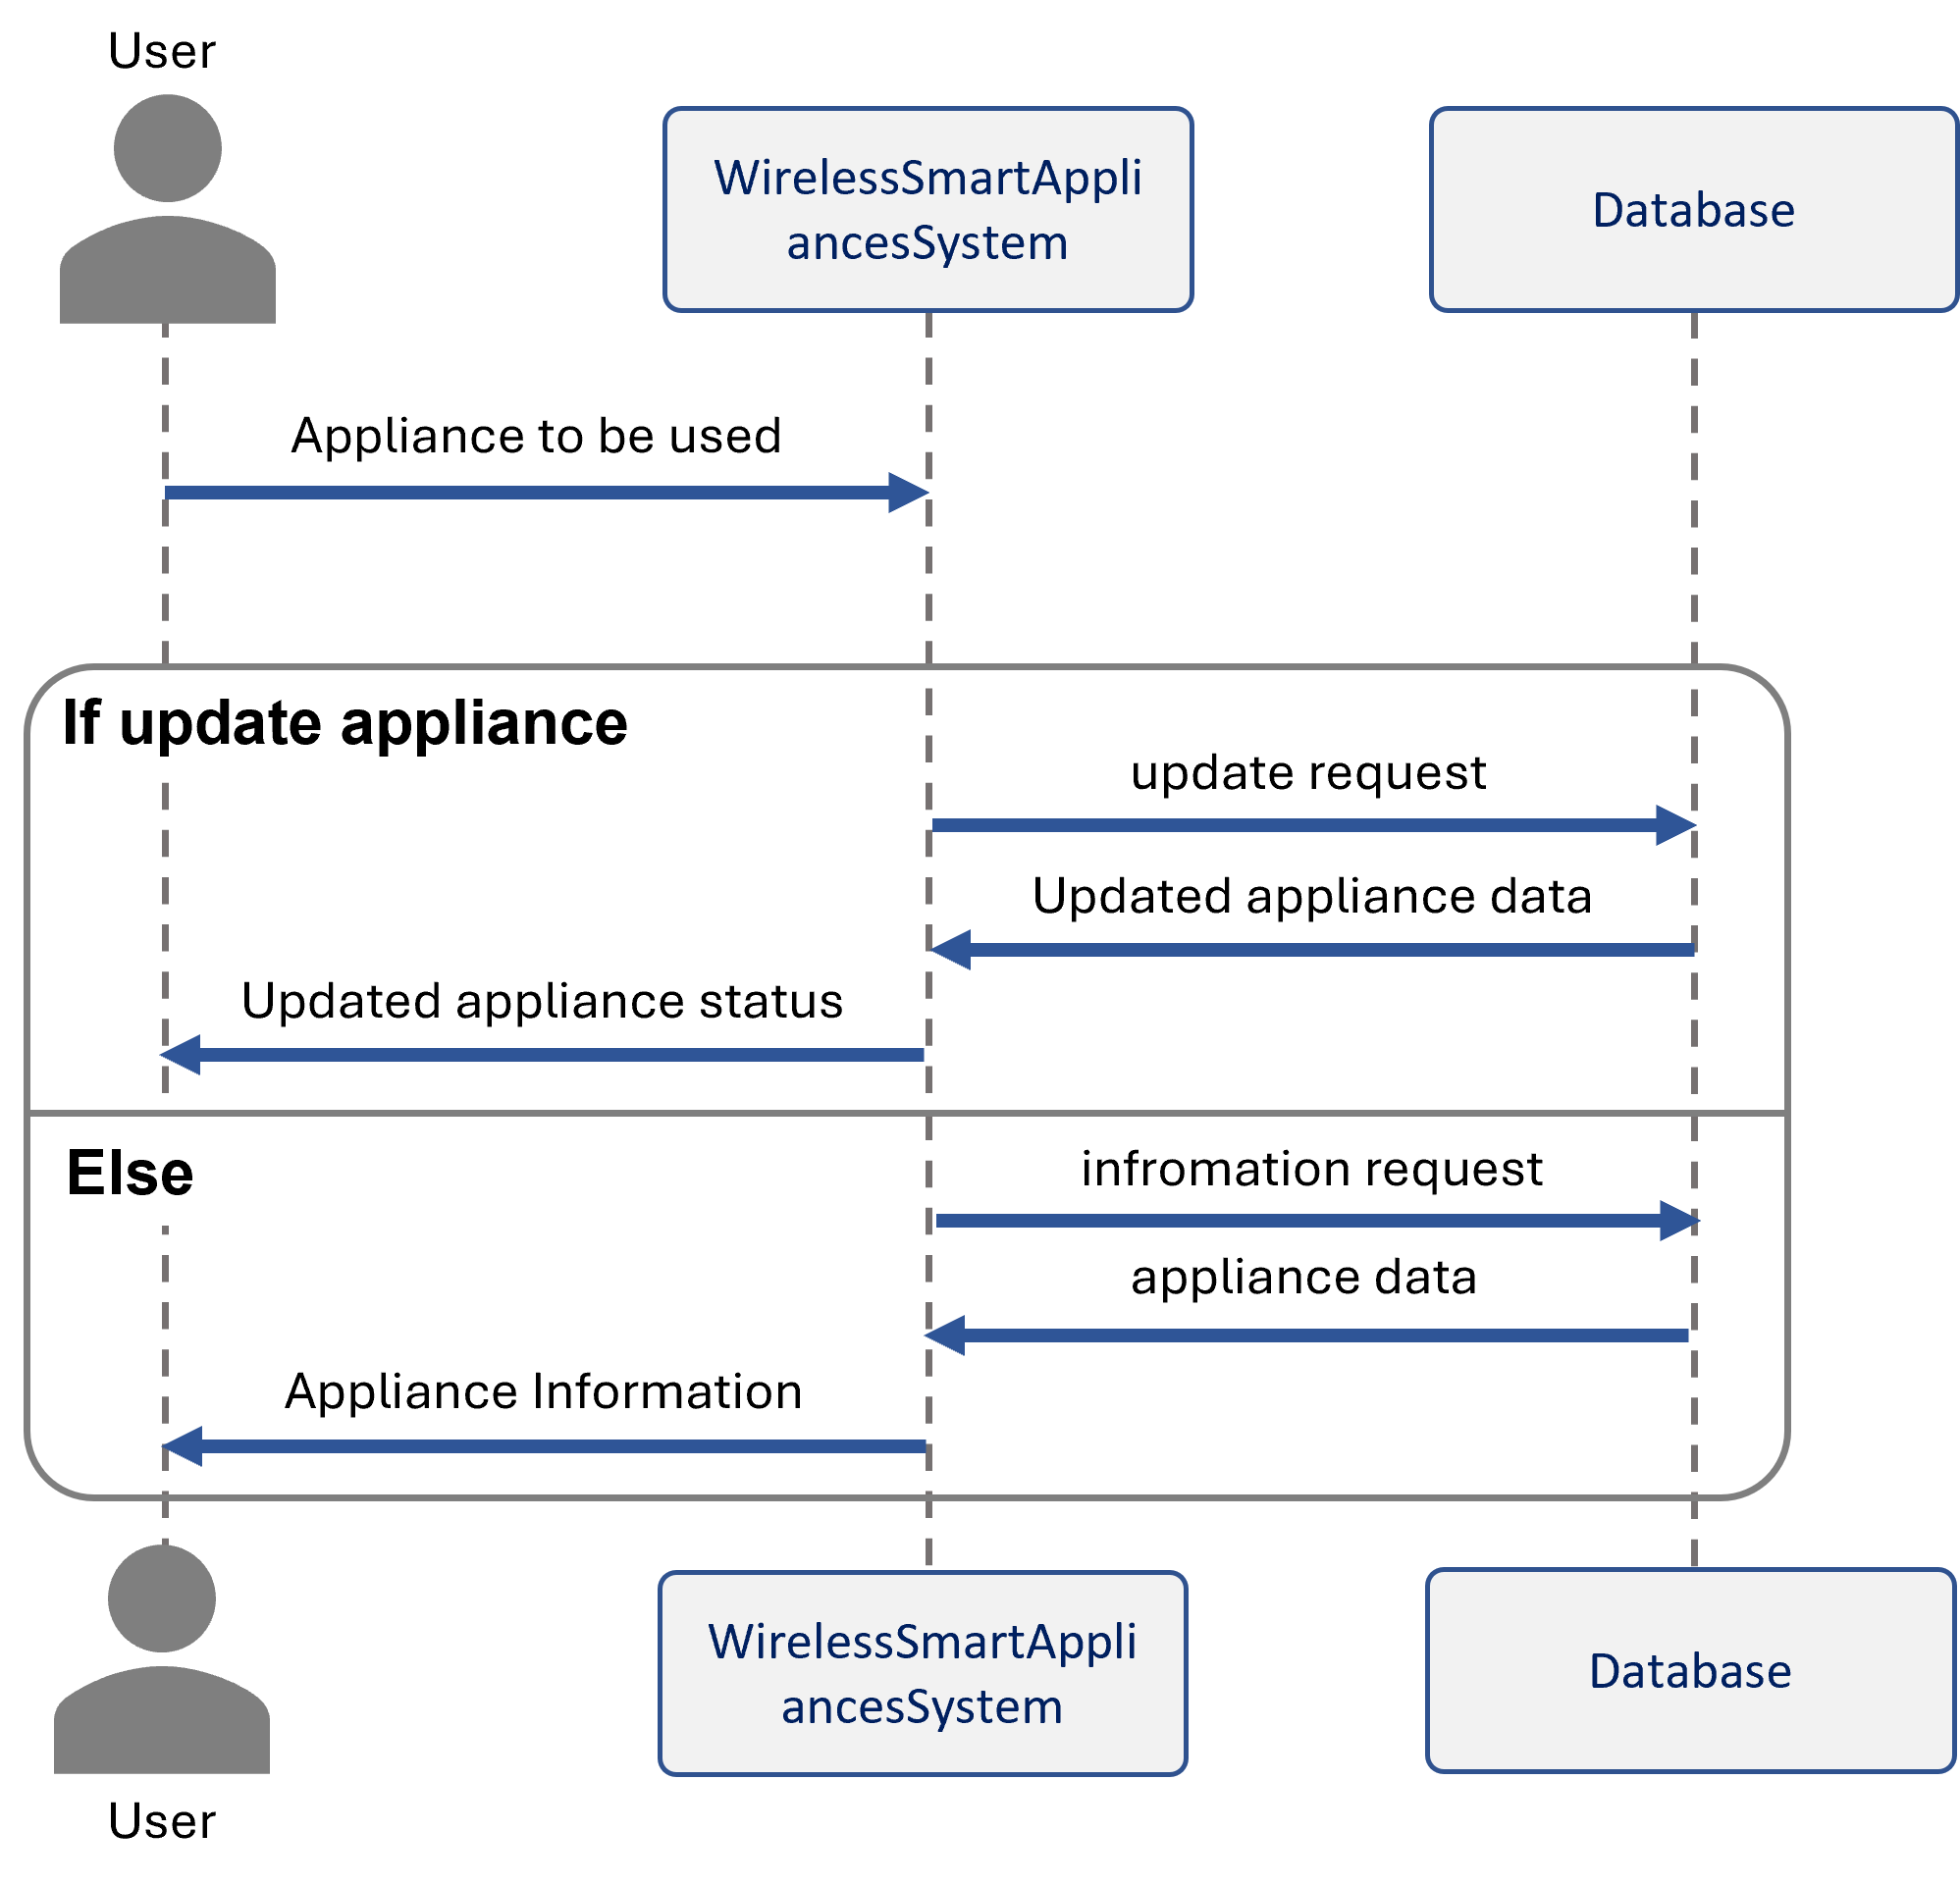 User
WirelessSmartAppli
ancesSystem
Database
Appliance to be used
If update appliance
update request
Updated appliance data
Updated appliance status
Else
infromation request
appliance data
Appliance Information
WirelessSmartAppli
ancesSystem
Database
User